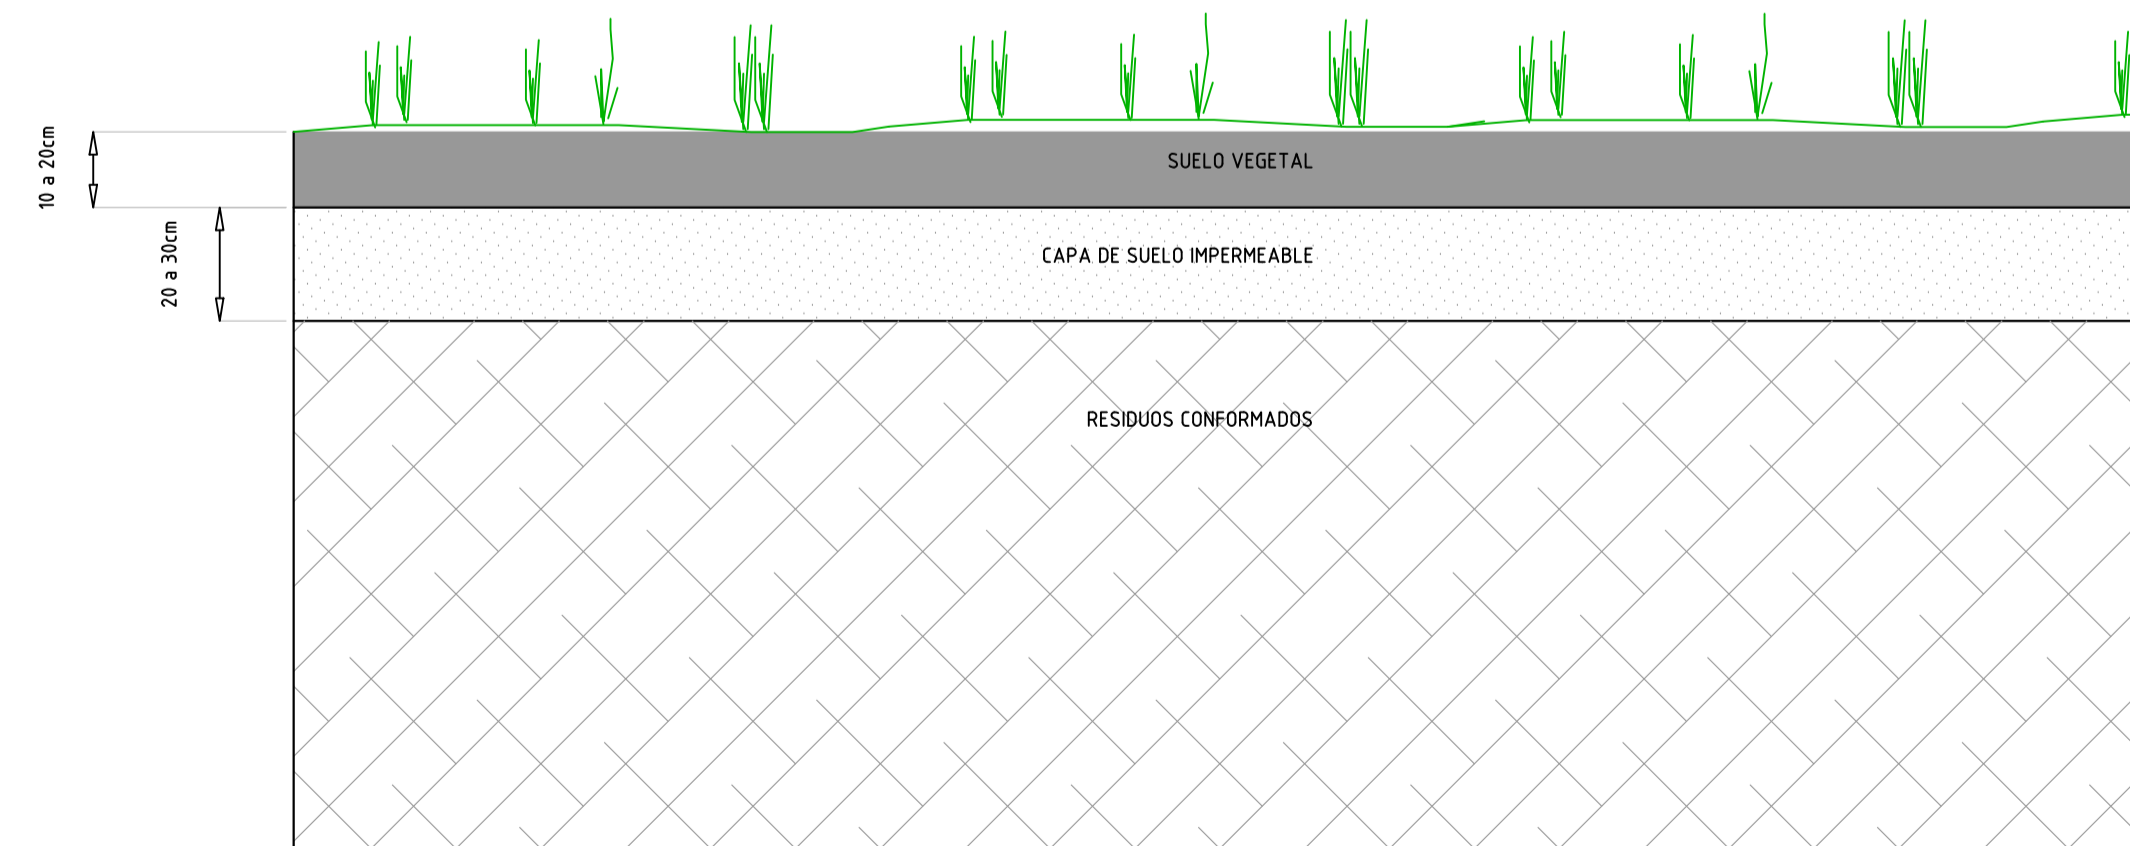 10 a 20cm
SUELO VEGETAL
20 a 30cm
CAPA DE SUELO IMPERMEABLE
RESIDUOS CONFORMADOS